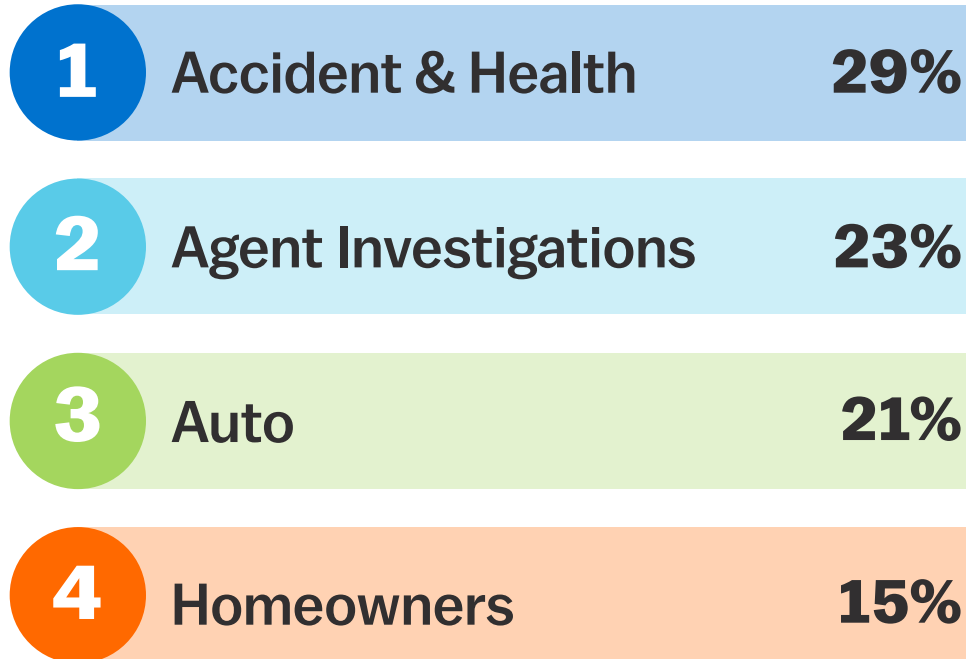 1 Accident & Health 29%
2 Agent Investigations 23%
3 Auto 21%
4 Homeowners 15%